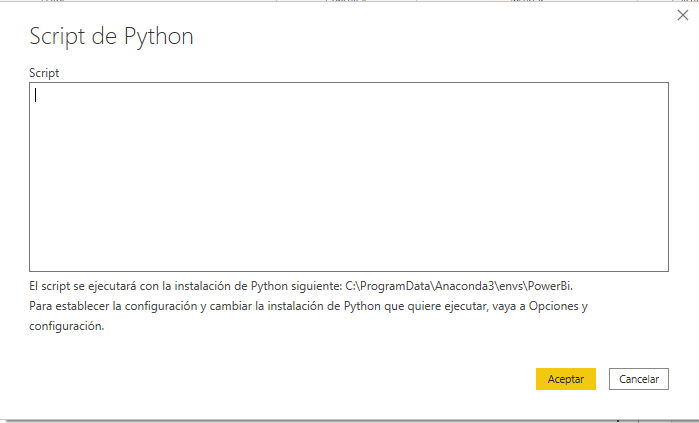 Script de Python
Script
El script se ejecutará con la instalación de Python siguiente: C:\ProgramData\Anaconda3\envs\PowerBi.
Para establecer la configuración y cambiar la instalación de Python que quiere ejecutar, vaya a Opciones y
configuración.
Aceptar
Cancelar